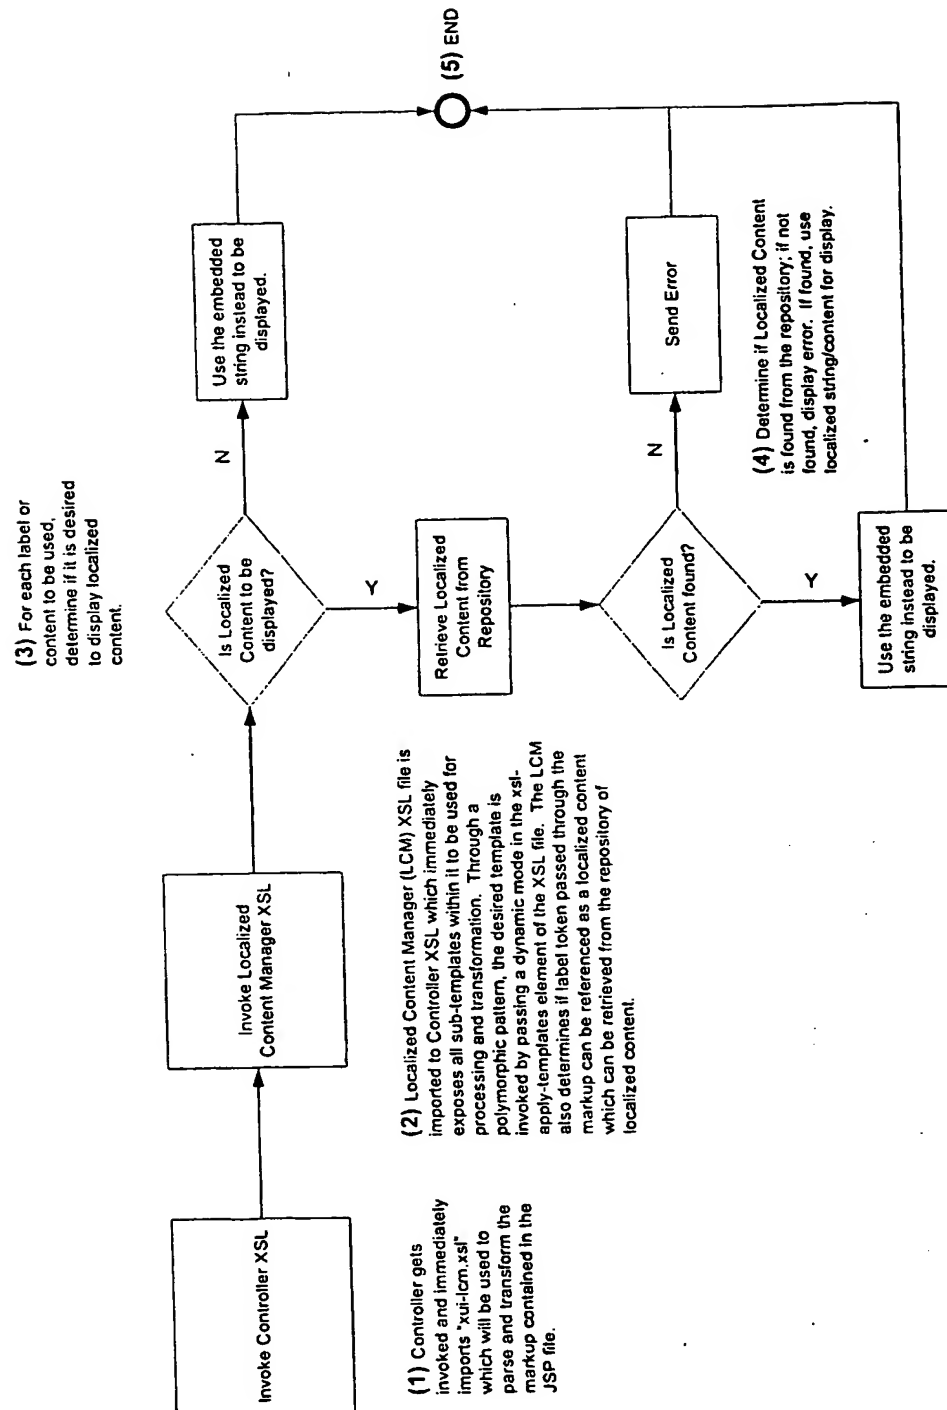 Invoke Controller XSL
(1) Controller gets
invoked and immediately
imports "xui-lcm.xsl"
which will be used to
parse and transform the
markup contained in the
JSP file.
Invoke Localized
Content Manager XSL
(2) Localized Content Manager (LCM) XSL file is
imported to Controller XSL which immediately
exposes all sub-templates within it to be used for
processing and transformation. Through a
polymorphic pattern, the desired template is
invoked by passing a dynamic mode in the xsl-
apply-templates element of the XSL file. The LCM
also determines if label token passed through the
markup can be referenced as a localized content
which can be retrieved from the repository of
localized content.
(3) For each label or
content to be used,
determine if it is desired
to display localized
content.
Is Localized
Content to be
displayed?
N
Use the embedded
string instead to be
displayed.
Y
Retrieve Localized
Content from
Repository
Is Localized
Content found?
N
Send Error
Y
Use the embedded
string instead to be
displayed.
(4) Determine if Localized Content
is found from the repository; if not
found, display error. If found, use
localized string/content for display.
(5) END